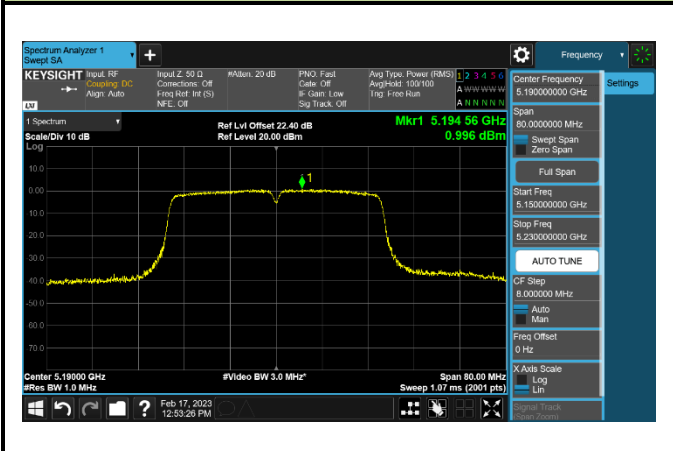 Spectrum Analyzer 1
Swept SA
Frequency
KEYSIGHT
Input: RF
Coupling: DC
Align: Auto
Input Z: 50 Ω
Corrections: Off
Freq Ref: Int (S)
NFE: Off
#Atten: 20 dB
PNO: Fast
Gate: Off
IF Gain: Low
Sig Track: Off
Avg Type: Power (RMS)
Avg|Hold: 100/100
Trig: Free Run
1 2 3 4 5 6
A W W W W W
A N N N N N
LXI
1 Spectrum
Scale/Div 10 dB
Log
Ref Lvl Offset 22.40 dB
Ref Level 20.00 dBm
Mkr1 5.194 56 GHz
0.996 dBm
1
10.0
0.00
10.0
-20.0
-30.0
40.0
-50.0
60.0
70.0
Center 5.19000 GHz
#Res BW 1.0 MHz
#Video BW 3.0 MHz*
Span 80.00 MHz
Sweep 1.07 ms (2001 pts)
Feb 17, 2023
12:53:26 PM
Center Frequency
5.190000000 GHz
Settings
Span
80.0000000 MHz
Swept Span
Zero Span
Full Span
Start Freq
5.150000000 GHz
Stop Freq
5.230000000 GHz
AUTO TUNE
CF Step
8.000000 MHz
Auto
Man
Freq Offset
0 Hz
X Axis Scale
Log
Lin
Signal Track
(Span Zoom)